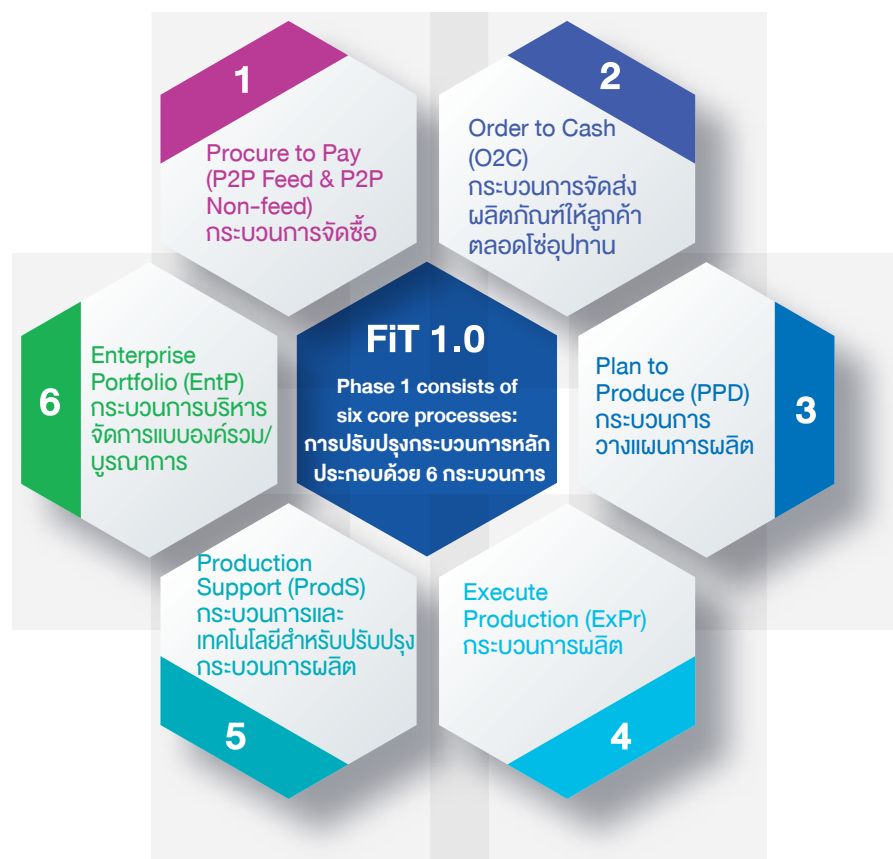 1
Procure to Pay
(P2P Feed & P2P
Non-feed)
กระบวนการจัดซื้อ
2
Order to Cash
(O2C)
กระบวนการจัดส่ง
ผลิตภัณฑ์ให้ลูกค้า
ตลอดโซ่อุปทาน
FiT 1.0
Phase 1 consists of
six core processes:
การปรับปรุงกระบวนการหลัก
ประกอบด้วย 6 กระบวนการ
3
Plan to
Produce (PPD)
กระบวนการ
วางแผนการผลิต
4
Execute
Production (ExPr)
กระบวนการผลิต
5
Production
Support (ProdS)
กระบวนการและ
เทคโนโลยีสำหรับปรับปรุง
กระบวนการผลิต
6
Enterprise
Portfolio (EntP)
กระบวนการบริหาร
จัดการแบบองค์รวม/
บูรณาการ